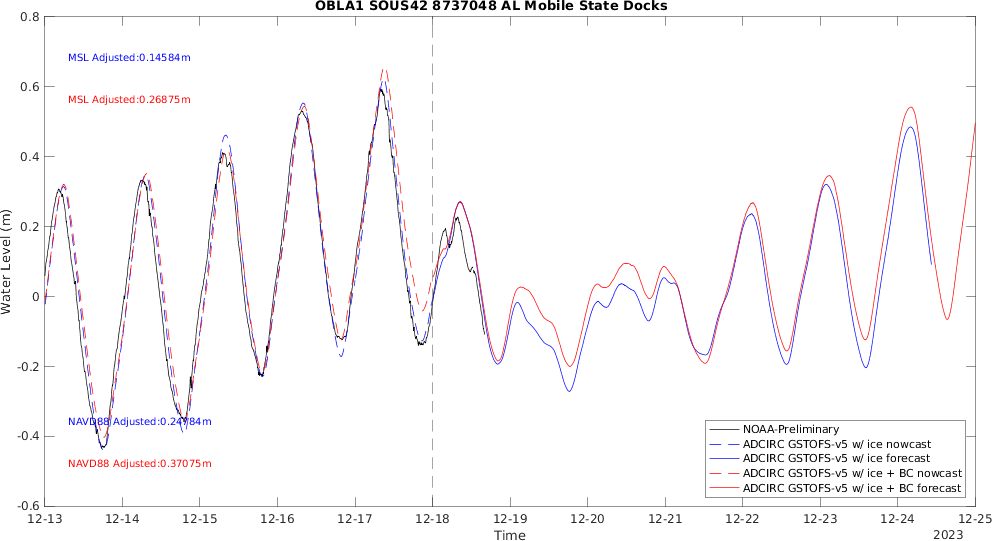 OBLA1 SOUS42 8737048 AL Mobile State Docks
0.8
MSL Adjusted:0.14584m
0.6
MSL Adjusted:0.26875m
0.4
0.2
Water Level (m)
0
-0.2
NAVD88 Adjusted:0.24784m
-0.4
NAVD88 Adjusted:0.37075m
NOAA-Preliminary
ADCIRC GSTOFS-v5 w/ ice nowcast
ADCIRC GSTOFS-v5 w/ ice forecast
ADCIRC GSTOFS-v5 w/ ice + BC nowcast
ADCIRC GSTOFS-v5 w/ ice + BC forecast
-0.6
12-13 12-14 12-15 12-16 12-17 12-18 12-19 12-20 12-21 12-22 12-23 12-24 12-25
Time
2023